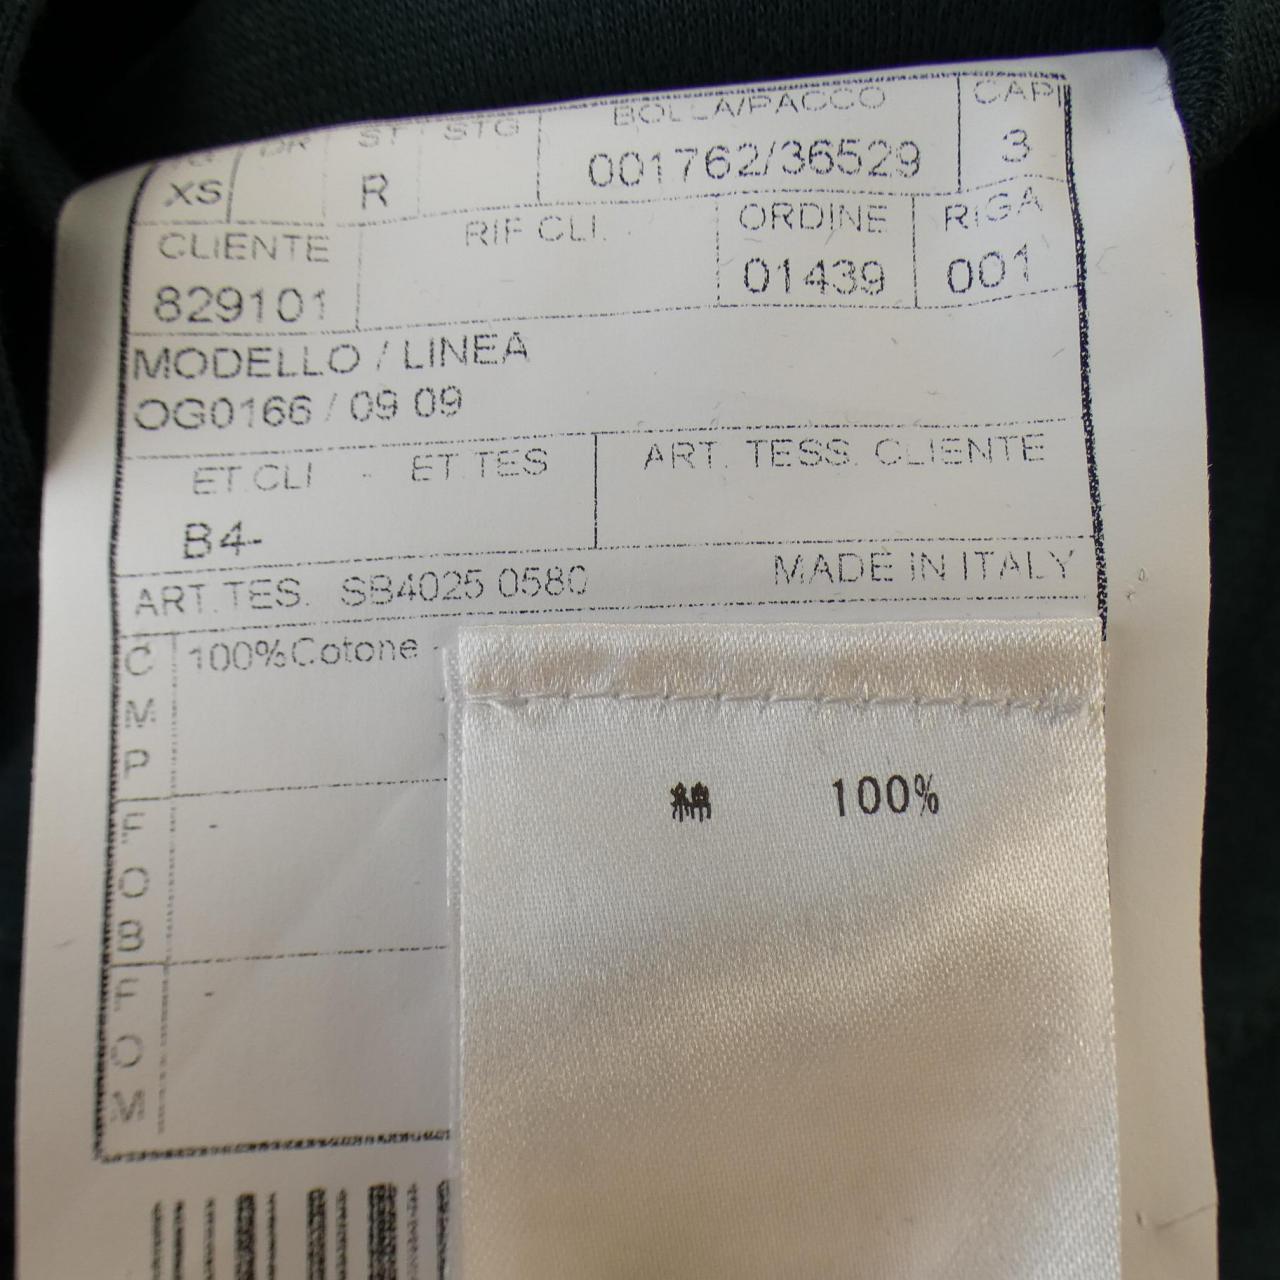 TG DR ST STG BOLLA/PACCO CAPI
XS R 001762/36529 3
CLIENTE RIF CLI. ORDINE RIGA
829101 01439 001
MODELLO / LINEA
OG0166 / 09 09
ET.CLI - ET.TES ART. TESS. CLIENTE
B4-
ART.TES. SB4025 0580 MADE IN ITALY
C M P 100%Cotone -
F O B -
F O M -
綿 100%